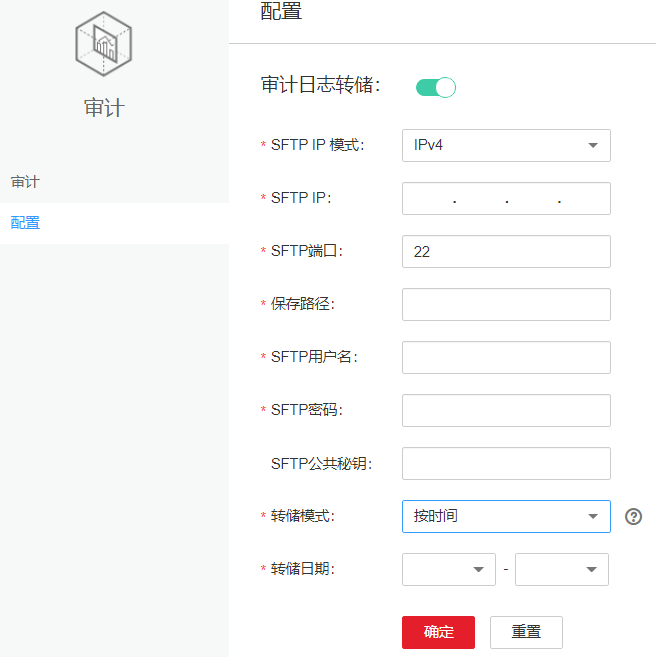 审计
审计
配置
配置
审计日志转储：
* SFTP IP 模式： IPv4
* SFTP IP： . . .
* SFTP端口： 22
* 保存路径：
* SFTP用户名：
* SFTP密码：
SFTP公共秘钥：
* 转储模式： 按时间 ?
* 转储日期： -
确定 重置